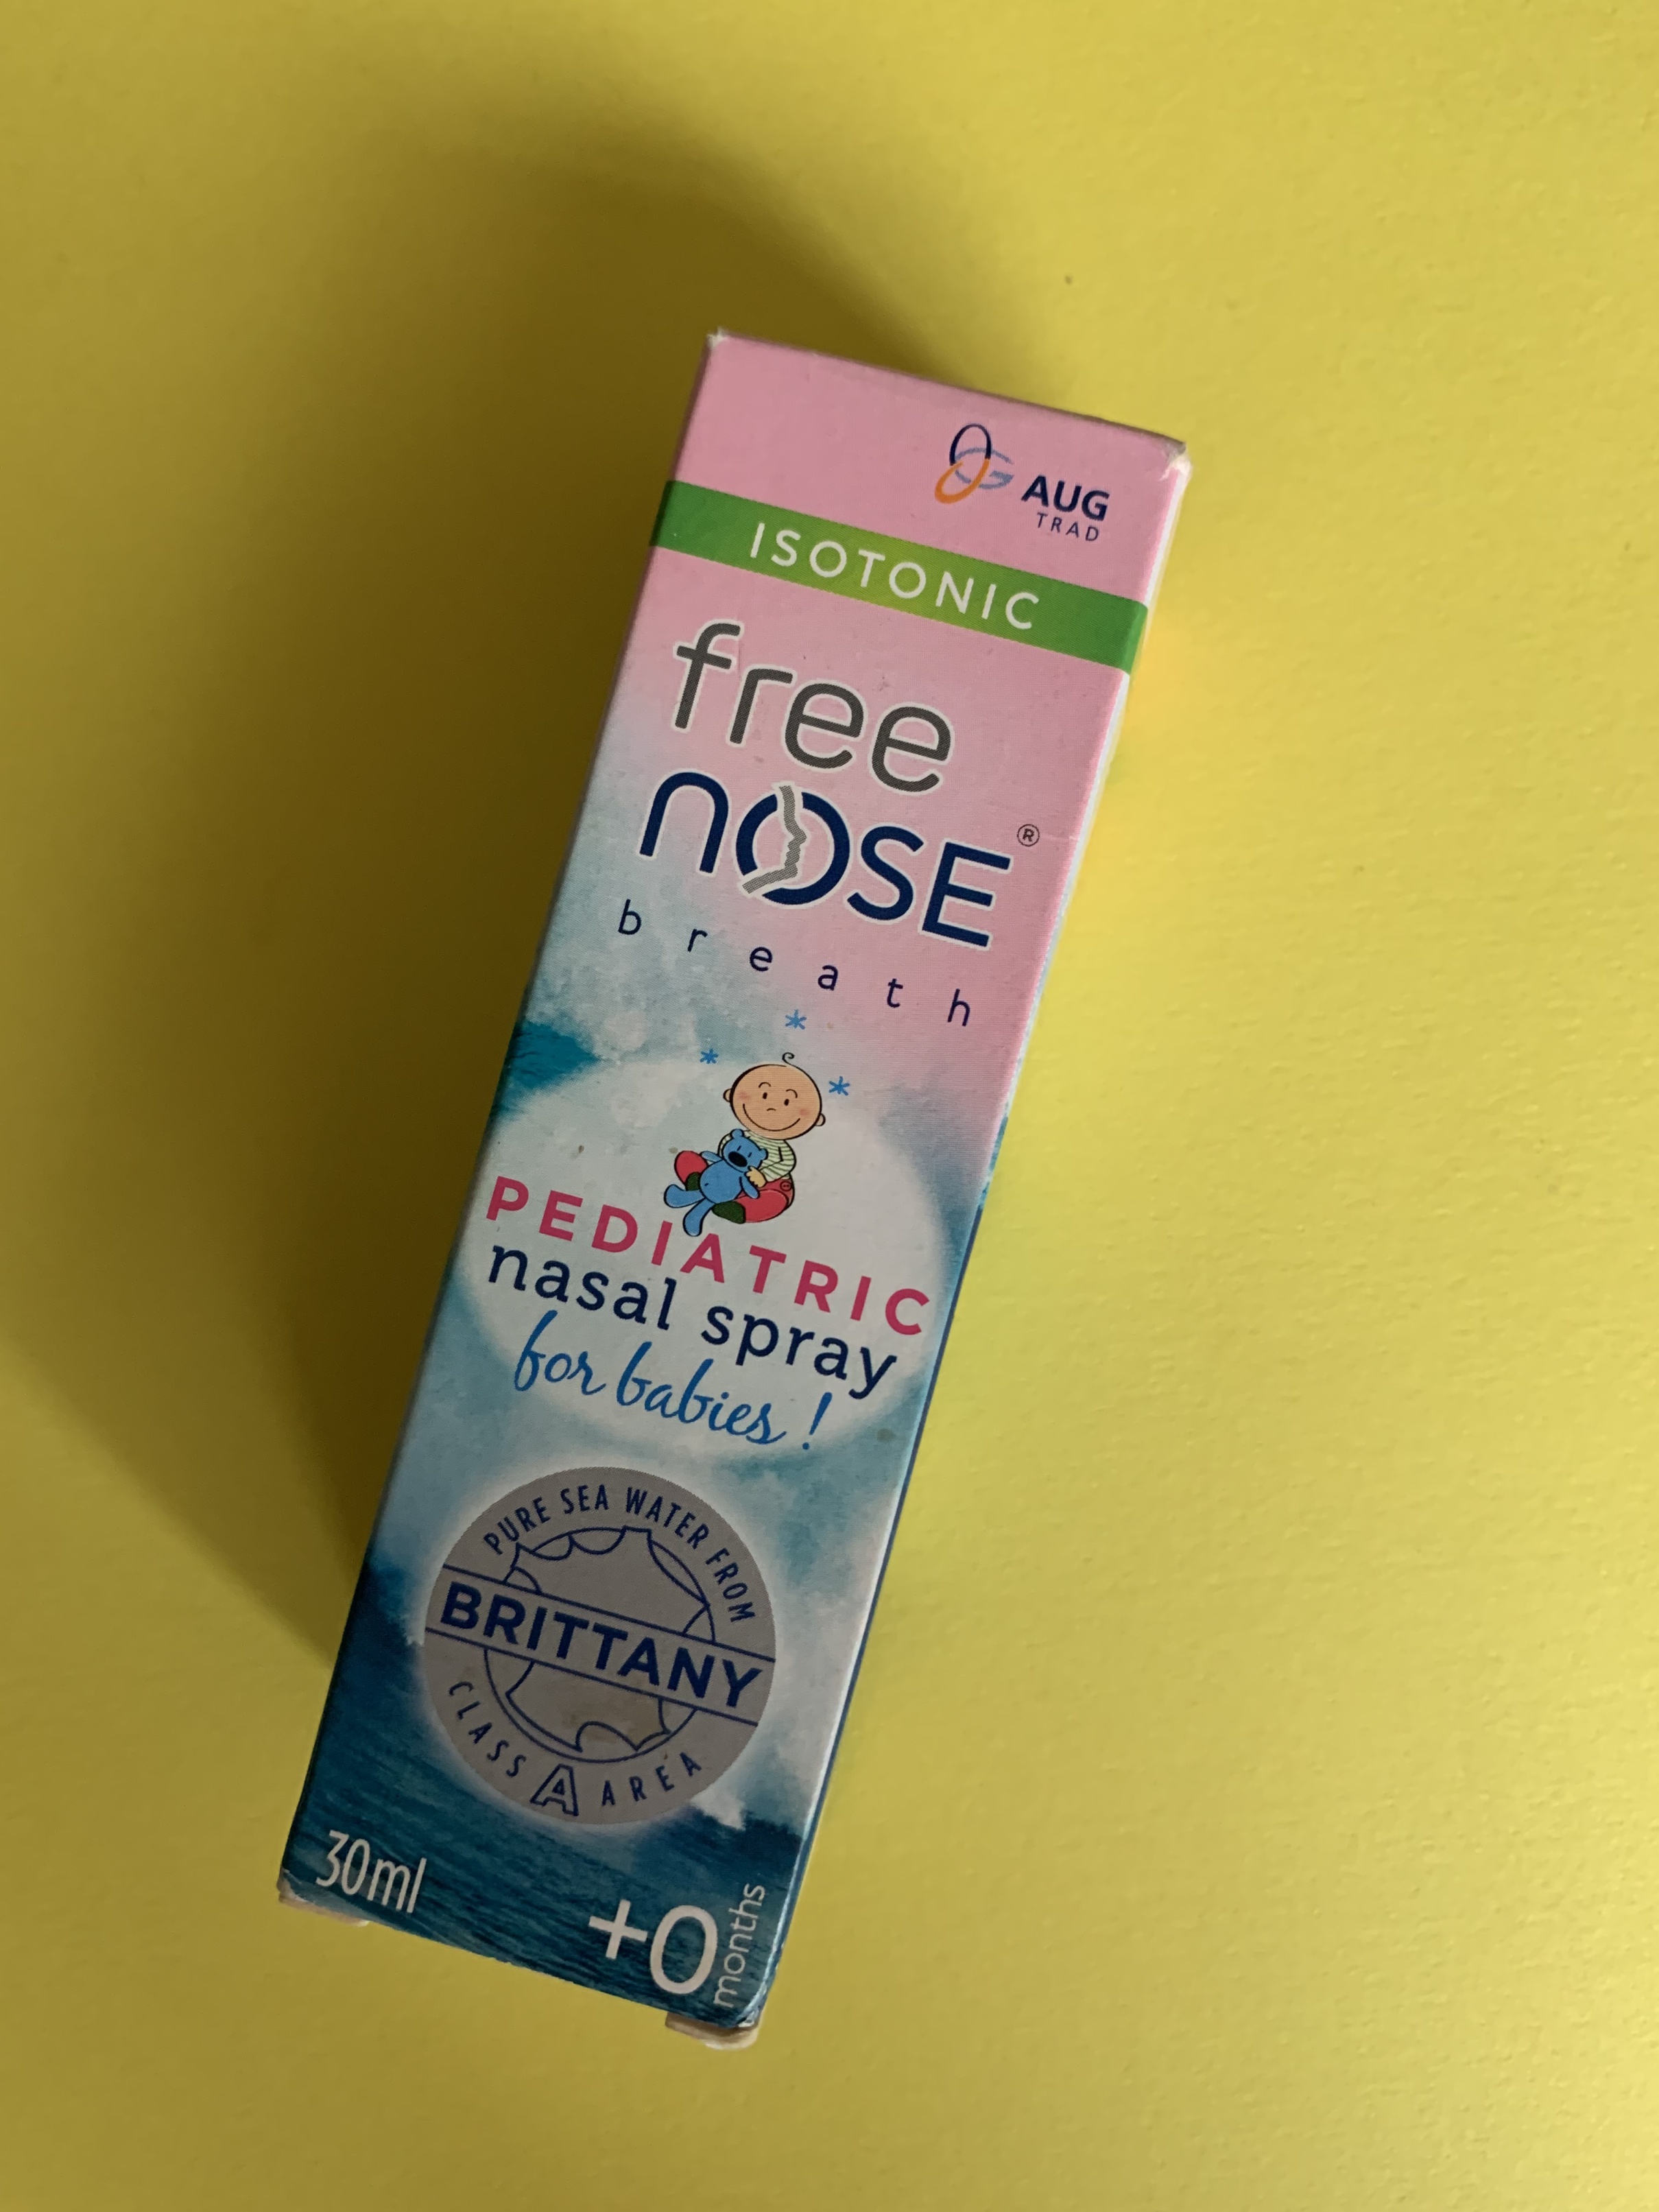 AUG
TRAD
ISOTONIC
free
nOSE®
breath
PEDIATRIC
nasal spray
for babies!
PURE SEA WATER FROM
BRITTANY
CLASS A AREA
30ml
+0 months